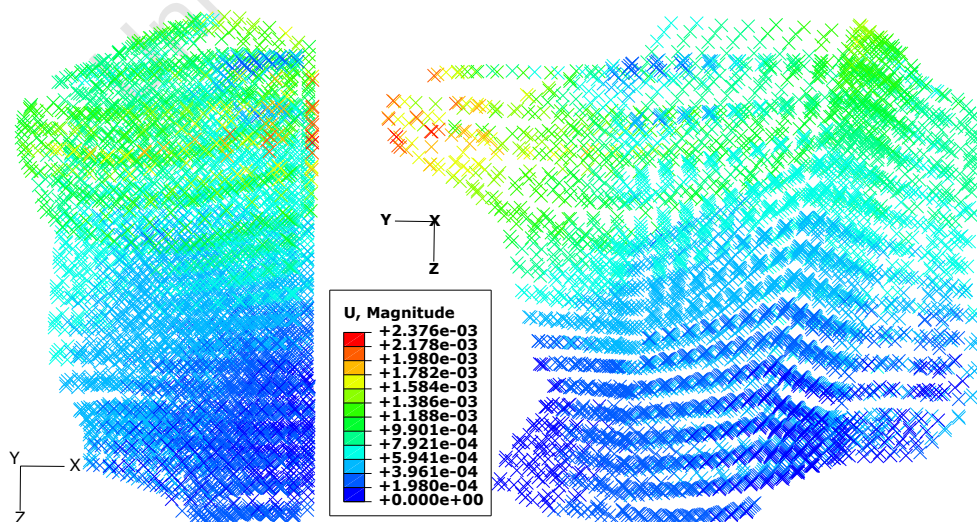 Y X
Z
U, Magnitude
+2.376e-03
+2.178e-03
+1.980e-03
+1.782e-03
+1.584e-03
+1.386e-03
+1.188e-03
+9.901e-04
+7.921e-04
+5.941e-04
+3.961e-04
+1.980e-04
+0.000e+00
Y X
Z